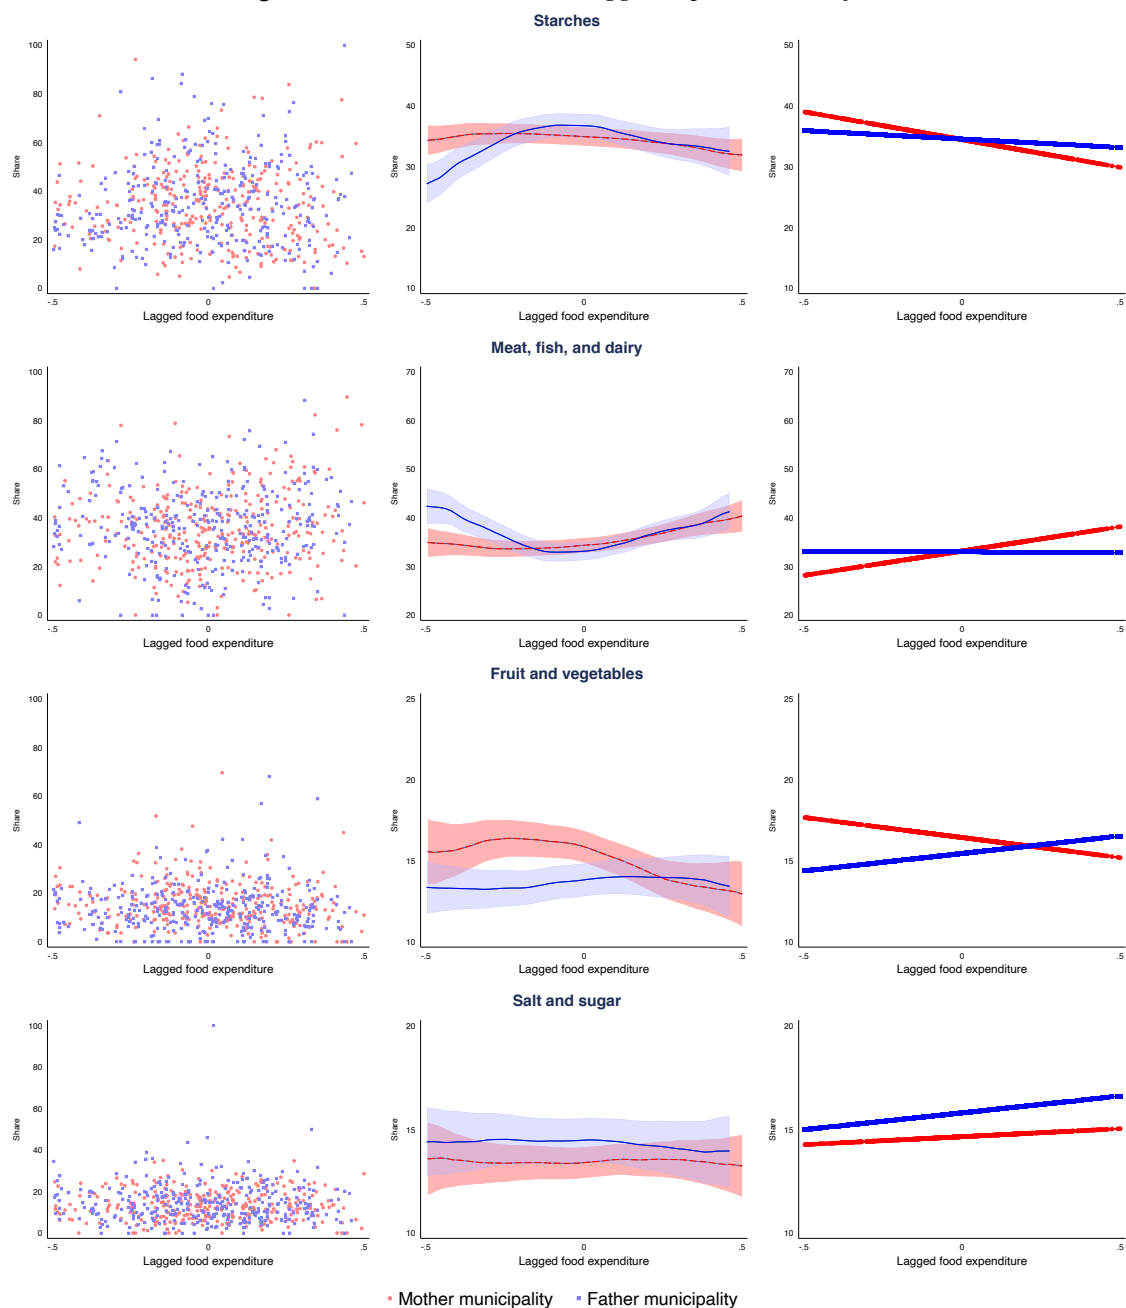 Starches
100
80
60
40
20
0
Share
-.5 0 .5
Lagged food expenditure
50
40
30
20
10
Share
-.5 0 .5
Lagged food expenditure
50
40
30
20
10
Share
-.5 0 .5
Lagged food expenditure
Meat, fish, and dairy
100
80
60
40
20
0
Share
-.5 0 .5
Lagged food expenditure
70
60
50
40
30
20
Share
-.5 0 .5
Lagged food expenditure
70
60
50
40
30
20
Share
-.5 0 .5
Lagged food expenditure
Fruit and vegetables
100
80
60
40
20
0
Share
-.5 0 .5
Lagged food expenditure
25
20
15
10
Share
-.5 0 .5
Lagged food expenditure
25
20
15
10
Share
-.5 0 .5
Lagged food expenditure
Salt and sugar
100
80
60
40
20
0
Share
-.5 0 .5
Lagged food expenditure
20
15
10
Share
-.5 0 .5
Lagged food expenditure
20
15
10
Share
-.5 0 .5
Lagged food expenditure
Mother municipality Father municipality